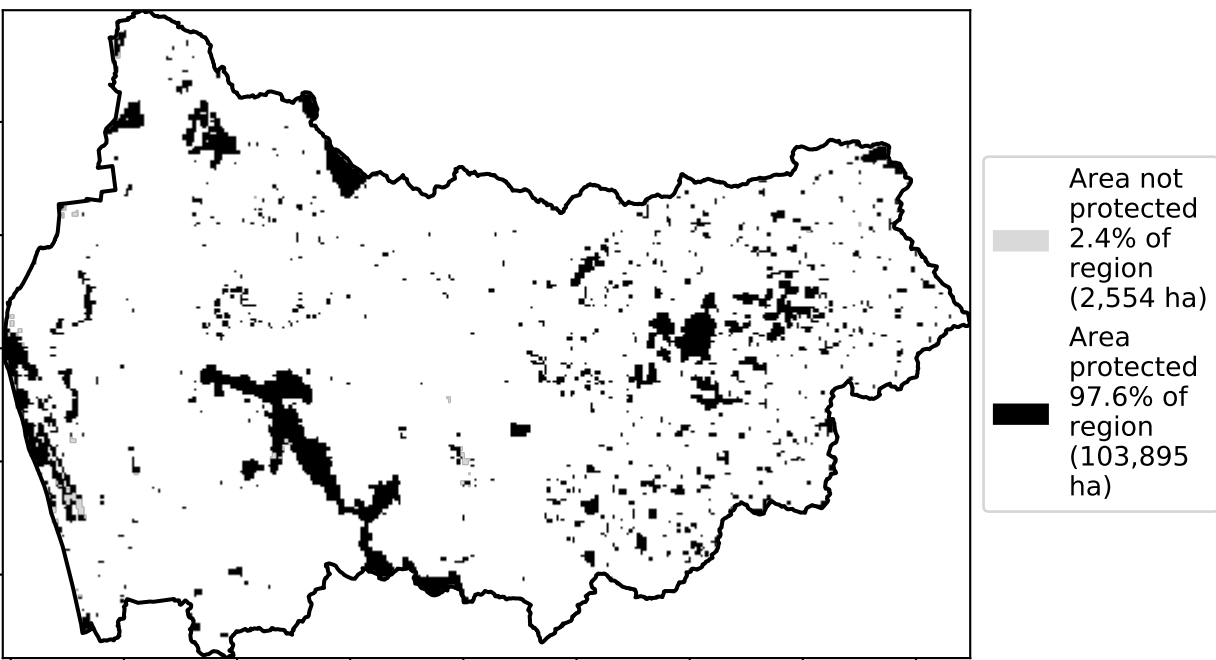 Area not
protected
2.4% of
region
(2,554 ha)
Area
protected
97.6% of
region
(103,895
ha)